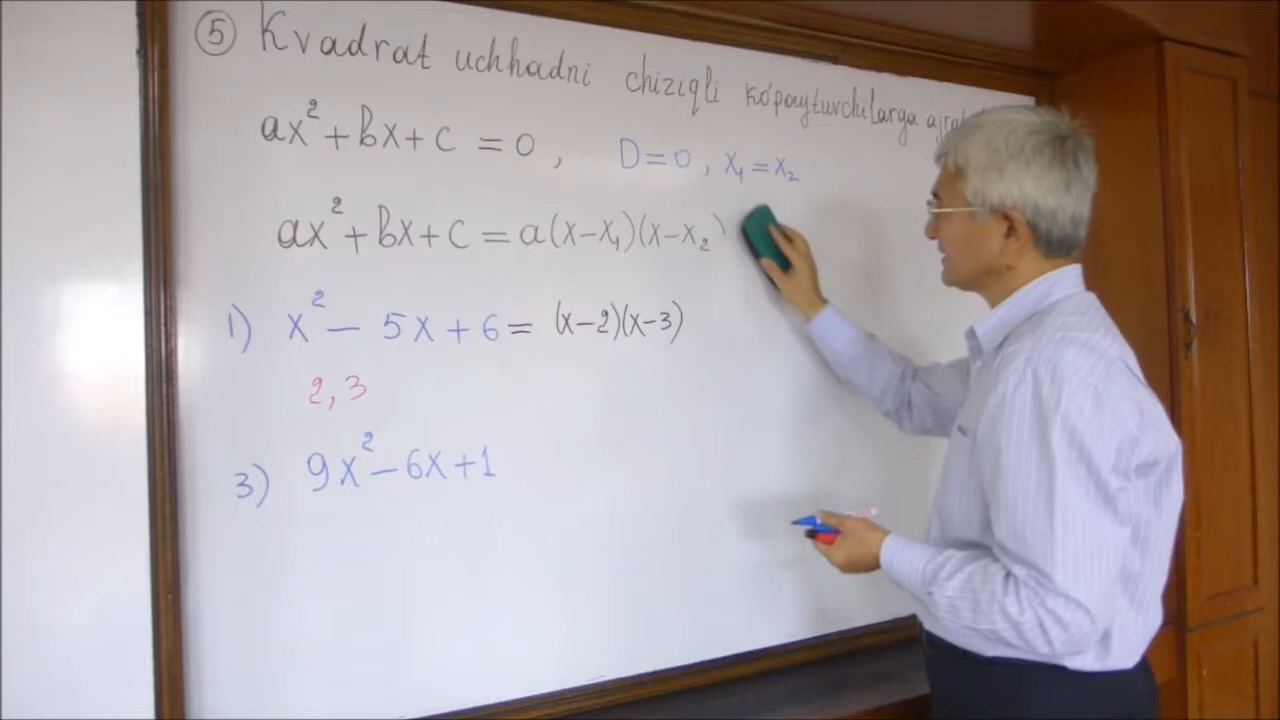 ⑤ Kvadrat uchhadni chiziqli ko'paytuvchilarga
ax² + bx + c = 0 , D = 0 , x₁ = x₂
ax² + bx + c = a(x-x₁)(x-x₂)
1) x² - 5x + 6 = (x-2)(x-3)
2, 3
3) 9x² - 6x + 1